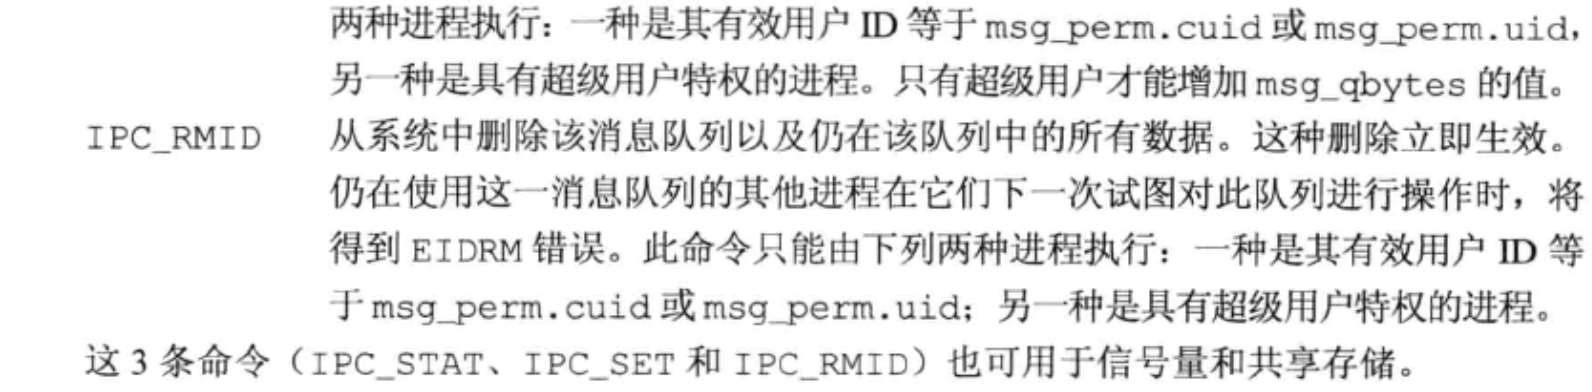 两种进程执行：一种是其有效用户 ID 等于 msg_perm.cuid 或 msg_perm.uid，
另一种是具有超级用户特权的进程。只有超级用户才能增加 msg_qbytes 的值。
IPC_RMID 从系统中删除该消息队列以及仍在该队列中的所有数据。这种删除立即生效。
仍在使用这一消息队列的其他进程在它们下一次试图对此队列进行操作时，将
得到 EIDRM 错误。此命令只能由下列两种进程执行：一种是其有效用户 ID 等
于 msg_perm.cuid 或 msg_perm.uid；另一种是具有超级用户特权的进程。
这 3 条命令（IPC_STAT、IPC_SET 和 IPC_RMID）也可用于信号量和共享存储。